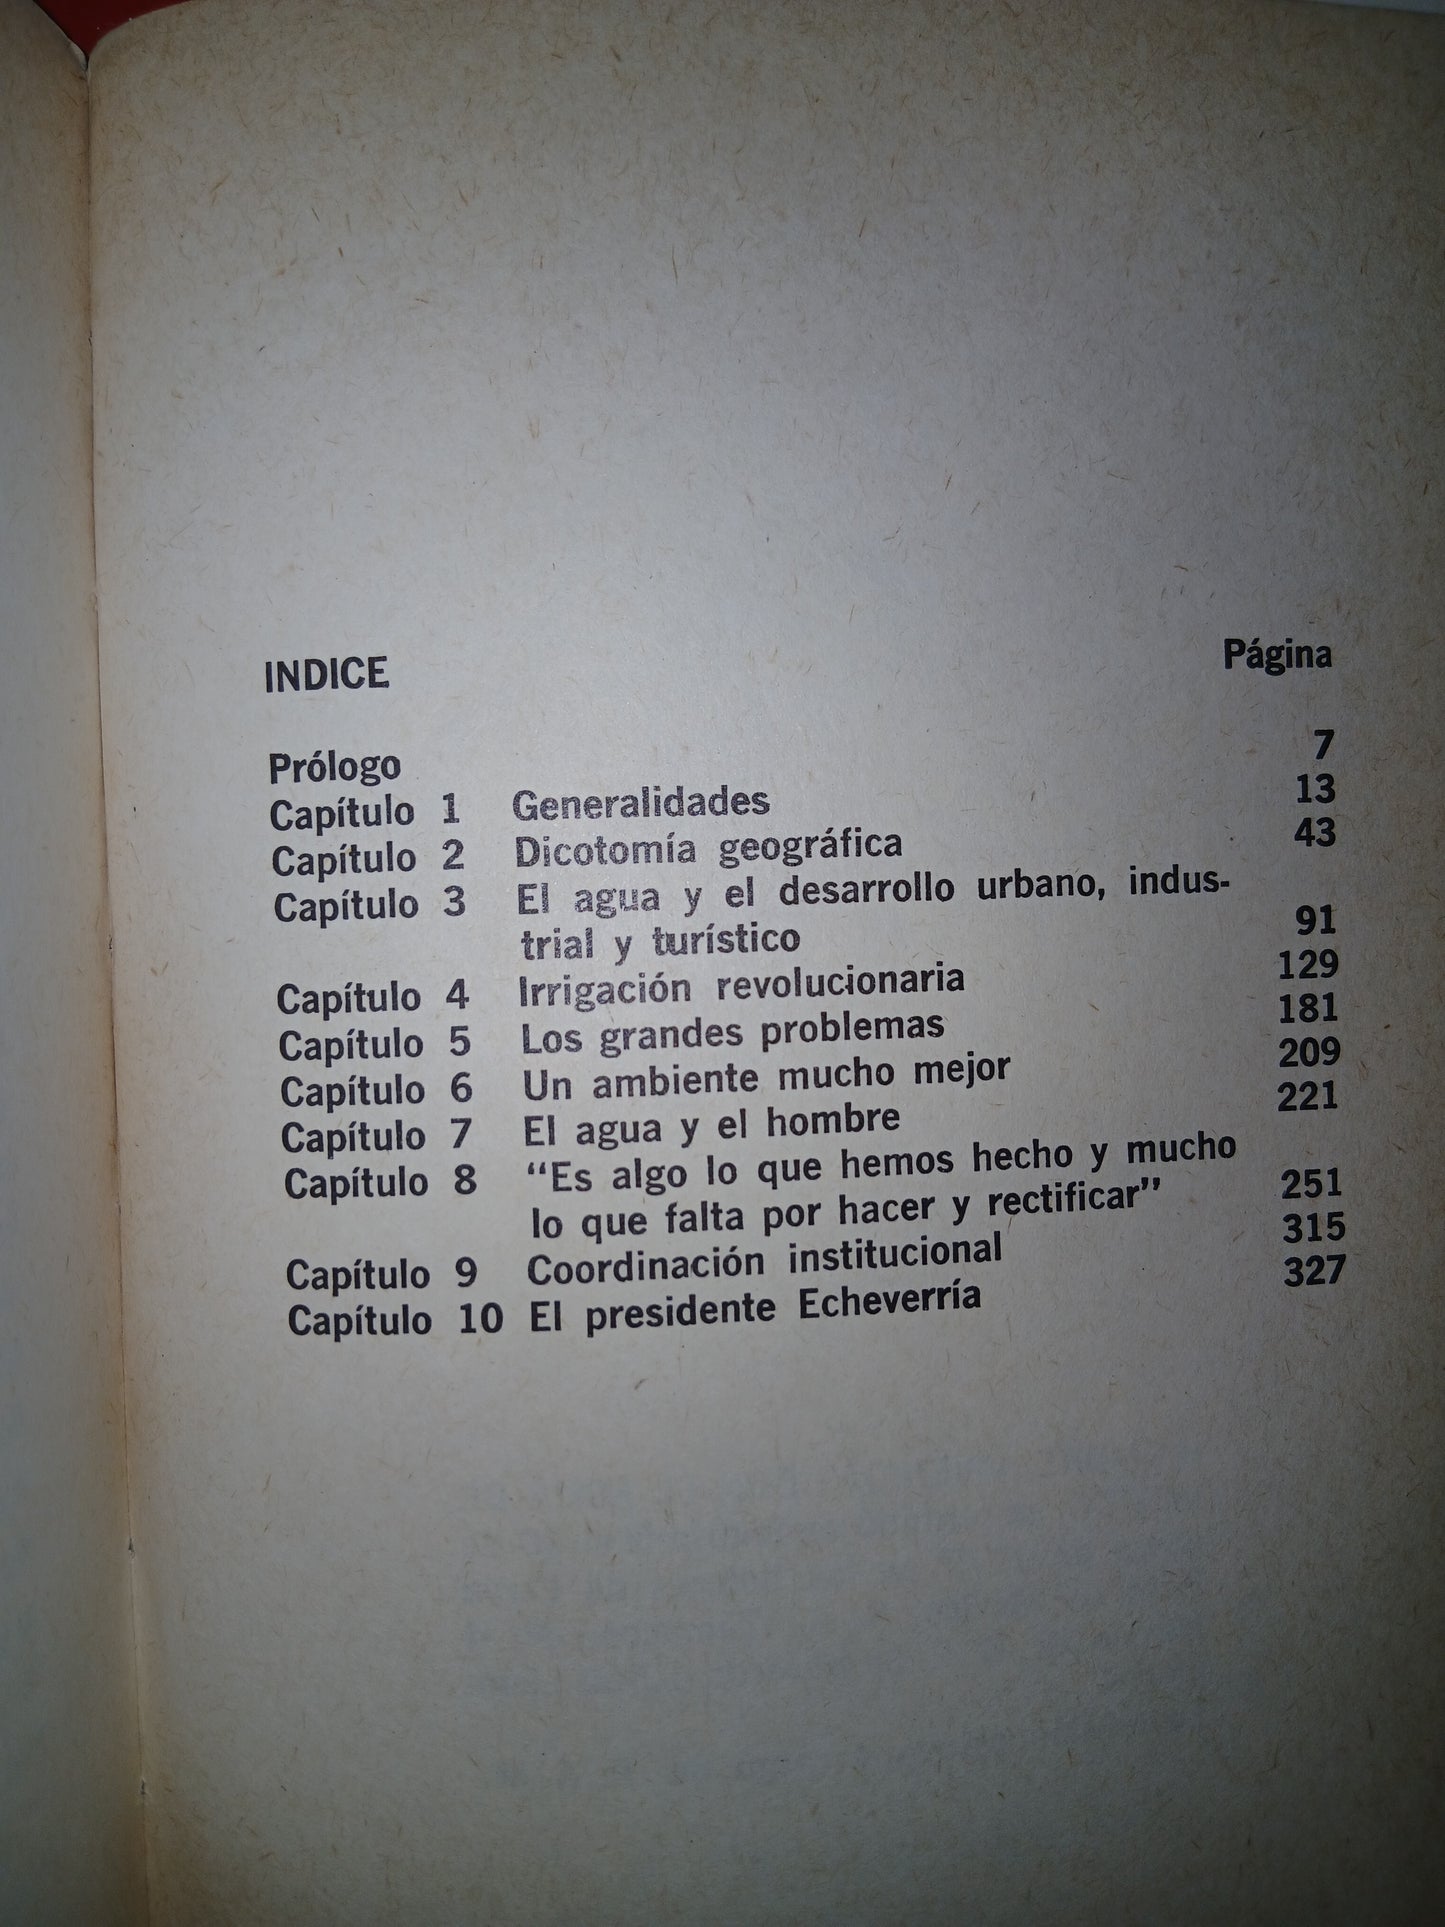 INDICE Página
Prólogo 7
Capítulo 1 Generalidades 13
Capítulo 2 Dicotomía geográfica 43
Capítulo 3 El agua y el desarrollo urbano, indus-
trial y turístico 91
Capítulo 4 Irrigación revolucionaria 129
Capítulo 5 Los grandes problemas 181
Capítulo 6 Un ambiente mucho mejor 209
Capítulo 7 El agua y el hombre 221
Capítulo 8 “Es algo lo que hemos hecho y mucho
lo que falta por hacer y rectificar” 251
Capítulo 9 Coordinación institucional 315
Capítulo 10 El presidente Echeverría 327